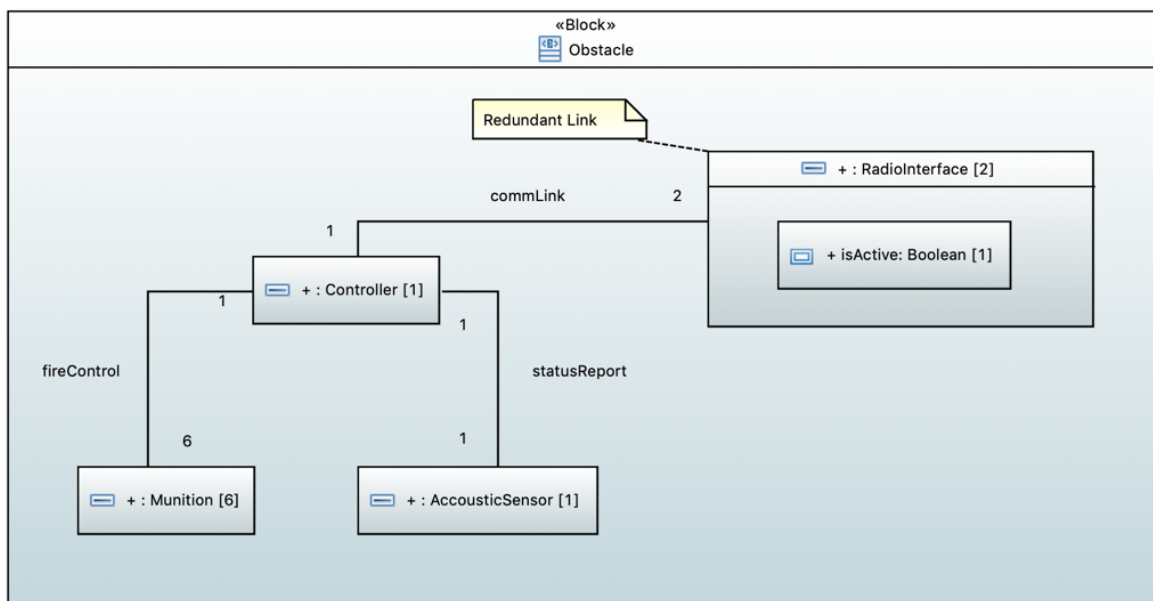 «Block»
Obstacle
Redundant Link
+ : RadioInterface [2]
commLink
2
+ isActive: Boolean [1]
1
+ : Controller [1]
1
1
fireControl
statusReport
6
1
+ : Munition [6]
+ : AccousticSensor [1]